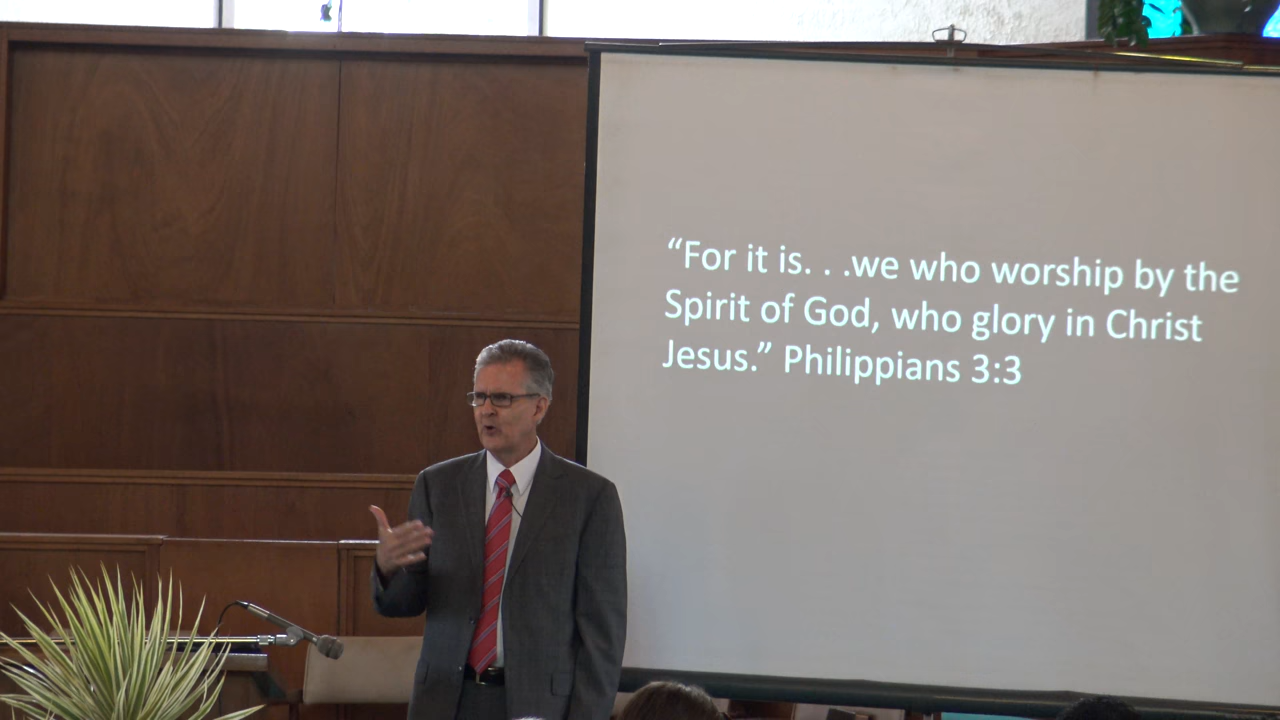 “For it is. . .we who worship by the
Spirit of God, who glory in Christ
Jesus.” Philippians 3:3